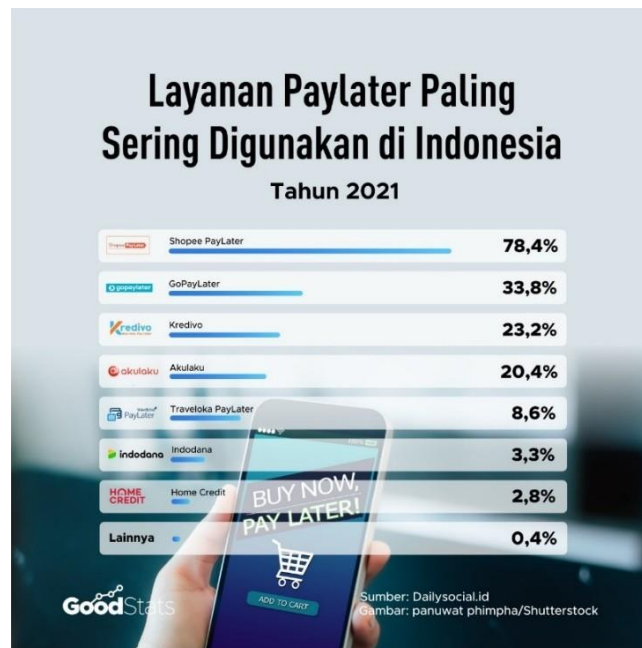 Layanan Paylater Paling
Sering Digunakan di Indonesia
Tahun 2021
Shopee PayLater
Shopee PayLater
78,4%
gopaylater
GoPayLater
33,8%
Kredivo
Kredivo
23,2%
akulaku
Akulaku
20,4%
traveloka
PayLater
Traveloka PayLater
8,6%
indodana
Indodana
3,3%
HOME
CREDIT
Home Credit
2,8%
Lainnya
0,4%
BUY NOW,
PAY LATER!
ADD TO CART
GoodStats
Sumber: Dailysocial.id
Gambar: panuwat phimpha/Shutterstock